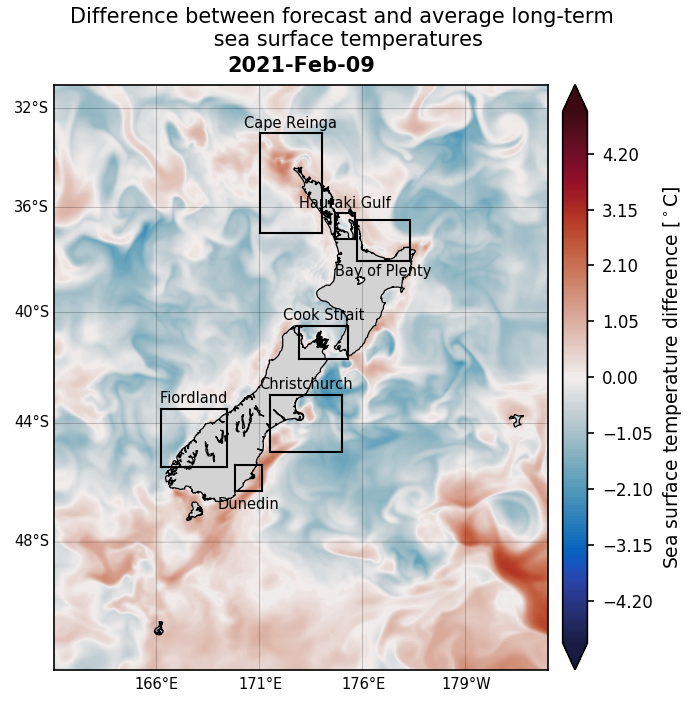 Difference between forecast and average long-term
sea surface temperatures
2021-Feb-09
32°S
36°S
40°S
44°S
48°S
Cape Reinga
Hauraki Gulf
Bay of Plenty
Cook Strait
Christchurch
Fiordland
Dunedin
166°E
171°E
176°E
179°W
4.20
3.15
2.10
1.05
0.00
−1.05
−2.10
−3.15
−4.20
Sea surface temperature difference [°C]